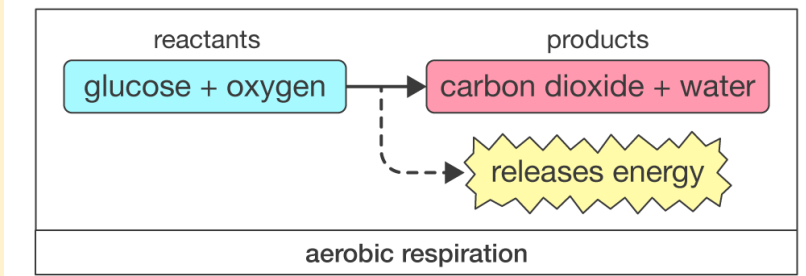 reactants
products
glucose + oxygen
carbon dioxide + water
releases energy
aerobic respiration